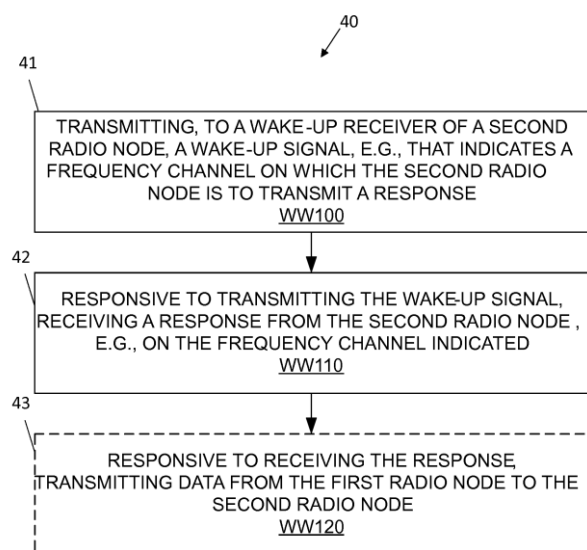 40
41
TRANSMITTING, TO A WAKE-UP RECEIVER OF A SECOND
RADIO NODE, A WAKE-UP SIGNAL, E.G., THAT INDICATES A
FREQUENCY CHANNEL ON WHICH THE SECOND RADIO
NODE IS TO TRANSMIT A RESPONSE
WW100
42
RESPONSIVE TO TRANSMITTING THE WAKE-UP SIGNAL,
RECEIVING A RESPONSE FROM THE SECOND RADIO NODE ,
E.G., ON THE FREQUENCY CHANNEL INDICATED
WW110
43
RESPONSIVE TO RECEIVING THE RESPONSE,
TRANSMITTING DATA FROM THE FIRST RADIO NODE TO THE
SECOND RADIO NODE
WW120